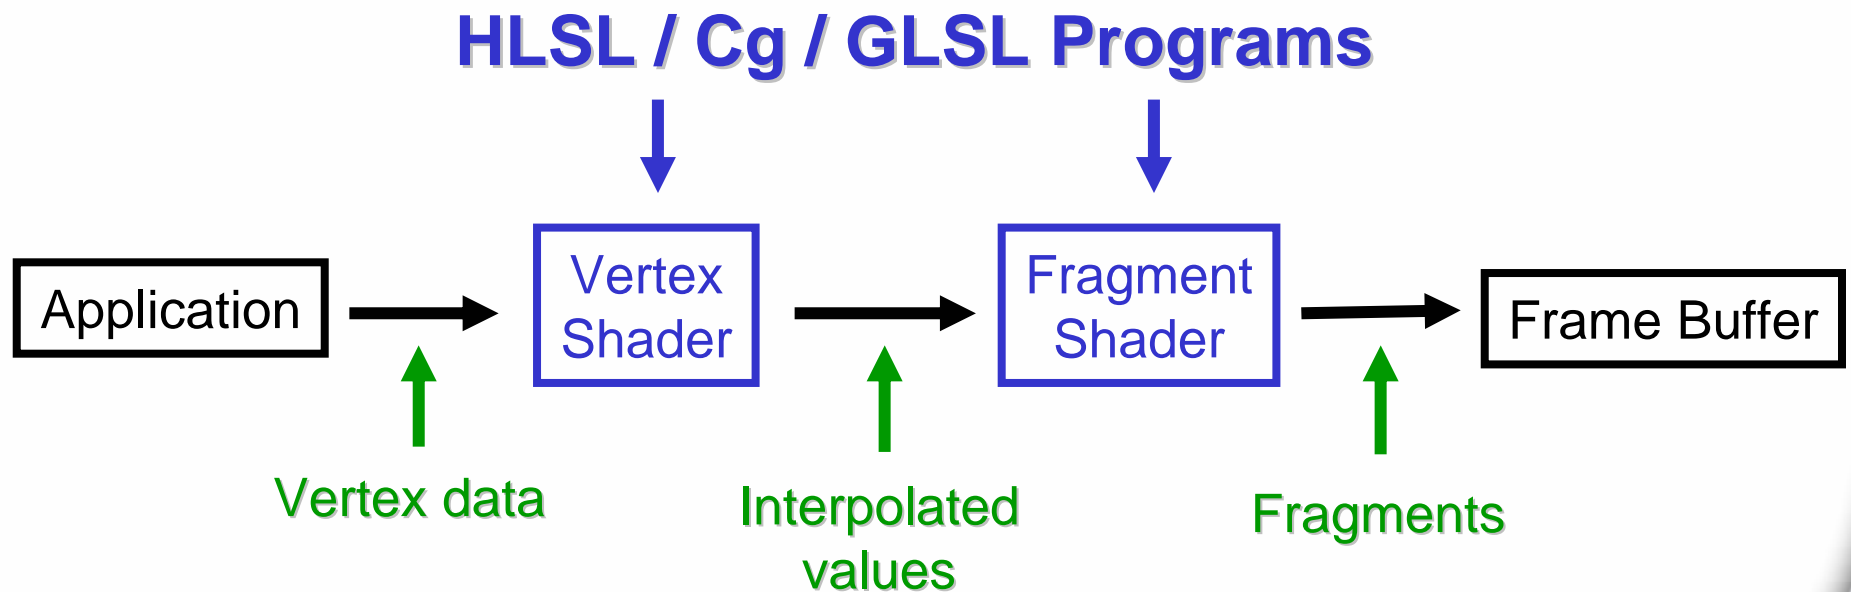 HLSL / Cg / GLSL Programs
Application
Vertex
Shader
Fragment
Shader
Frame Buffer
Vertex data
Interpolated
values
Fragments